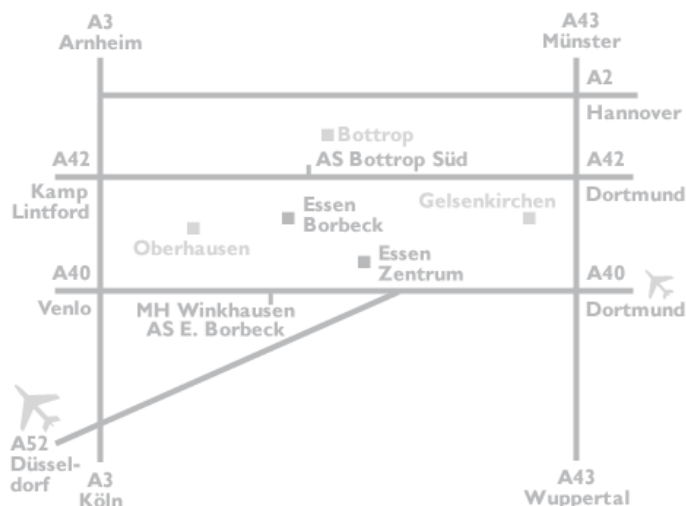 A3
Arnheim
A43
Münster
A2
Hannover
Bottrop
A42
AS Bottrop Süd
A42
Kamp
Lintford
Dortmund
Essen
Borbeck
Gelsenkirchen
Oberhausen
Essen
Zentrum
A40
A40
Venlo
MH Winkhausen
AS E. Borbeck
Dortmund
A52
Düssel-
dorf
A3
Köln
A43
Wuppertal